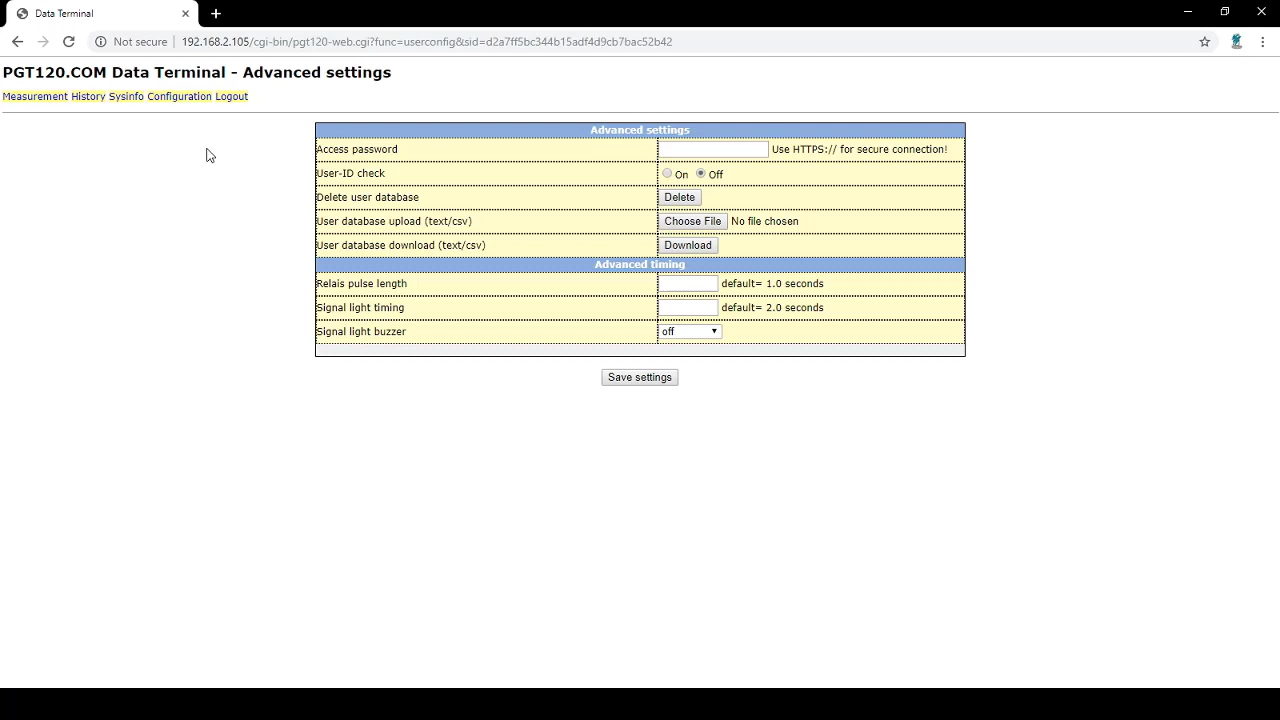 Data Terminal
Not secure 192.168.2.105/cgi-bin/pgt120-web.cgi?func=userconfig&sid=d2a7ff5bc344b15adf4d9cb7bac52b42
PGT120.COM Data Terminal - Advanced settings
Measurement History Sysinfo Configuration Logout
Advanced settings
Access password Use HTTPS:// for secure connection!
User-ID check On Off
Delete user database Delete
User database upload (text/csv) Choose File No file chosen
User database download (text/csv) Download
Advanced timing
Relais pulse length default= 1.0 seconds
Signal light timing default= 2.0 seconds
Signal light buzzer off
Save settings